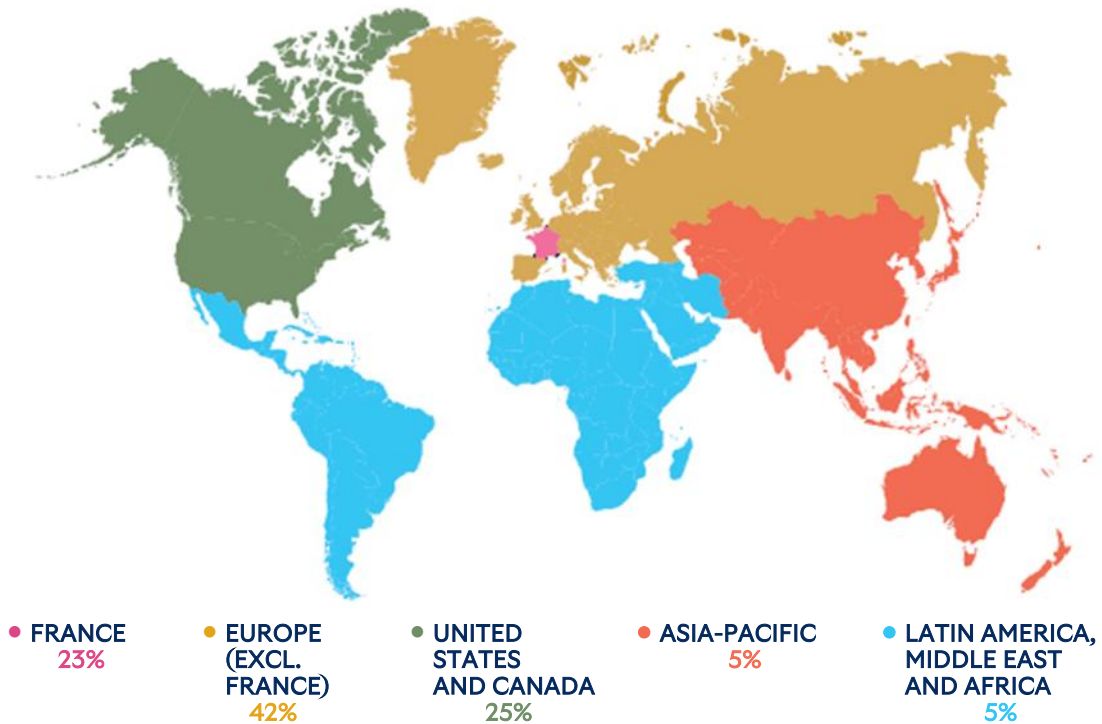 FRANCE
23%
EUROPE
(EXCL.
FRANCE)
42%
UNITED
STATES
AND CANADA
25%
ASIA-PACIFIC
5%
LATIN AMERICA,
MIDDLE EAST
AND AFRICA
5%